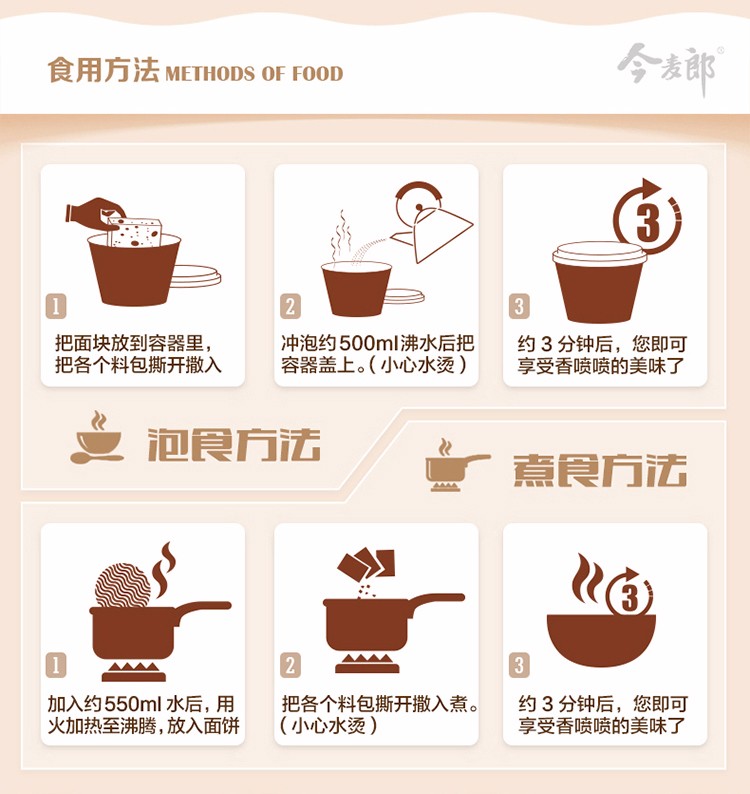 食用方法 METHODS OF FOOD
今麦郎®
3
1
把面块放到容器里,
把各个料包撕开撒入
2
冲泡约500ml沸水后把
容器盖上。(小心水烫)
3
约3分钟后,您即可
享受香喷喷的美味了
泡食方法
煮食方法
3
1
加入约550ml水后,用
火加热至沸腾,放入面饼
2
把各个料包撕开撒入煮。
(小心水烫)
3
约3分钟后,您即可
享受香喷喷的美味了